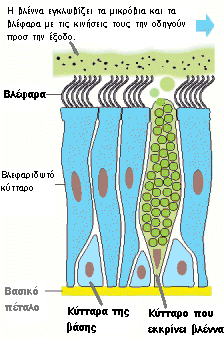 Η βλέννα εγκλωβίζει τα μικρόβια και τα
βλέφαρα με τις κινήσεις τους την οδηγούν
προσ την έξοδο.
Βλέφαρα
Βλεφαριδωτό
κύτταρο
Βασικό
πέταλο
Κύτταρα της
βάσης
Κύτταρο που
εκκρίνει βλέννα